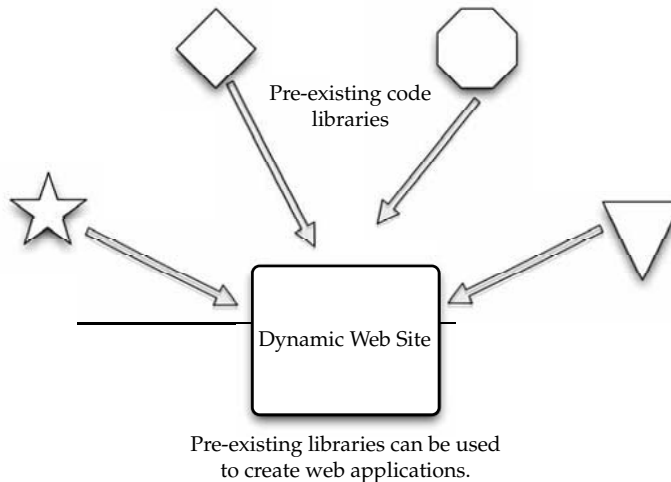 Pre-existing code
libraries
Dynamic Web Site
Pre-existing libraries can be used
to create web applications.